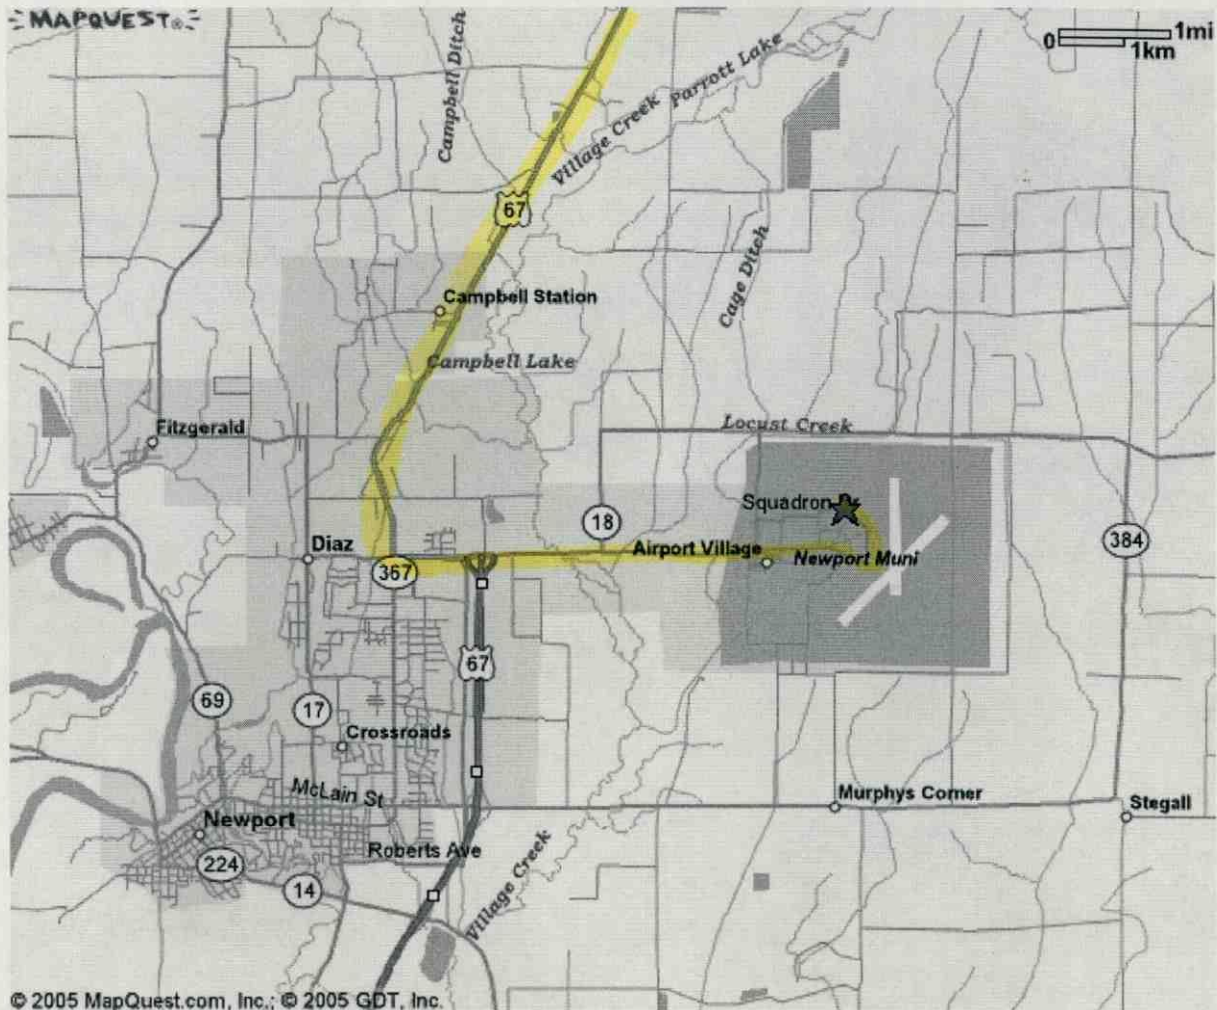 MAPQUEST®
0 1mi
1km
Campbell Ditch
Village Creek
Parrott Lake
67
Cage Ditch
Campbell Station
Campbell Lake
Fitzgerald
Locust Creek
Squadron Dr
18
Diaz
Airport Village
Newport Muni
384
367
67
69
17
Crossroads
McLain St
Murphys Corner
Stegall
Newport
Roberts Ave
224
14
Village Creek
© 2005 MapQuest.com, Inc.; © 2005 GDT, Inc.